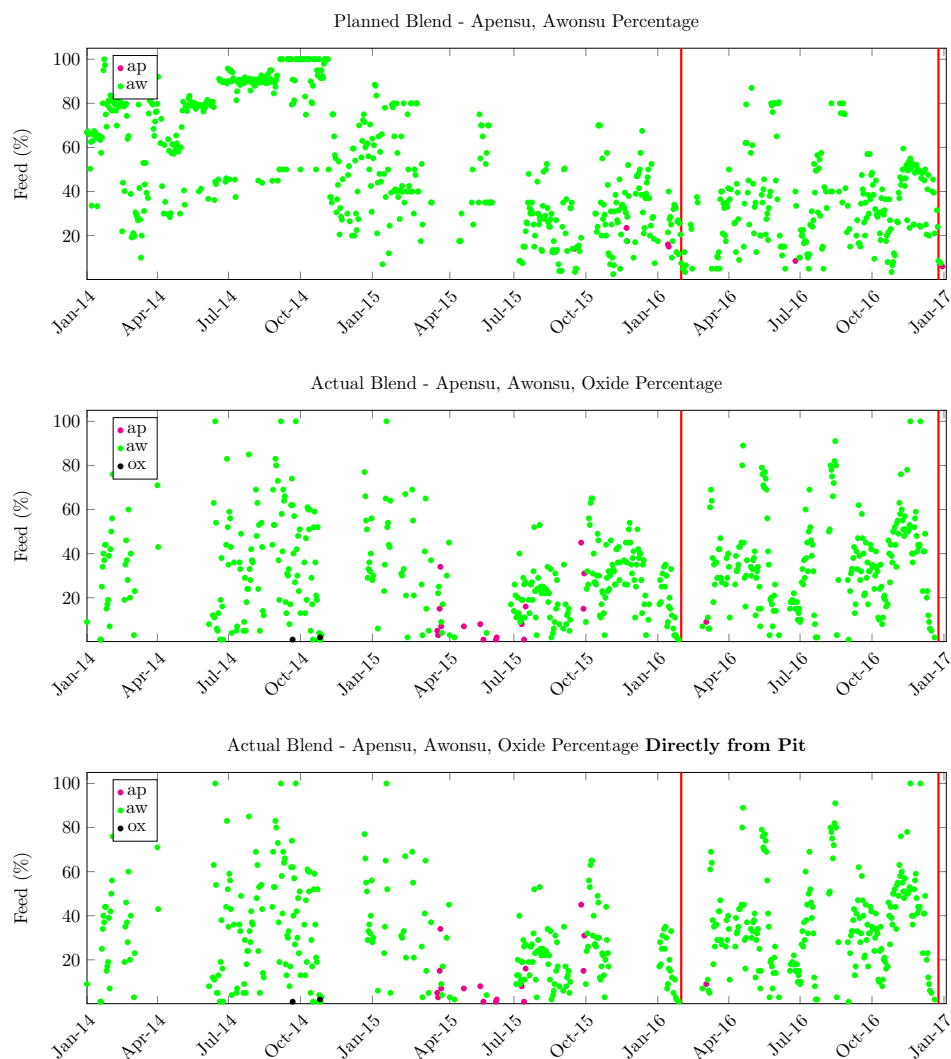 Planned Blend - Apensu, Awonsu Percentage
100
80
60
40
20
Feed (%)
ap
aw
Jan-14
Apr-14
Jul-14
Oct-14
Jan-15
Apr-15
Jul-15
Oct-15
Jan-16
Apr-16
Jul-16
Oct-16
Jan-17
Actual Blend - Apensu, Awonsu, Oxide Percentage
100
80
60
40
20
Feed (%)
ap
aw
ox
Jan-14
Apr-14
Jul-14
Oct-14
Jan-15
Apr-15
Jul-15
Oct-15
Jan-16
Apr-16
Jul-16
Oct-16
Jan-17
Actual Blend - Apensu, Awonsu, Oxide Percentage Directly from Pit
100
80
60
40
20
Feed (%)
ap
aw
ox
Jan-14
Apr-14
Jul-14
Oct-14
Jan-15
Apr-15
Jul-15
Oct-15
Jan-16
Apr-16
Jul-16
Oct-16
Jan-17